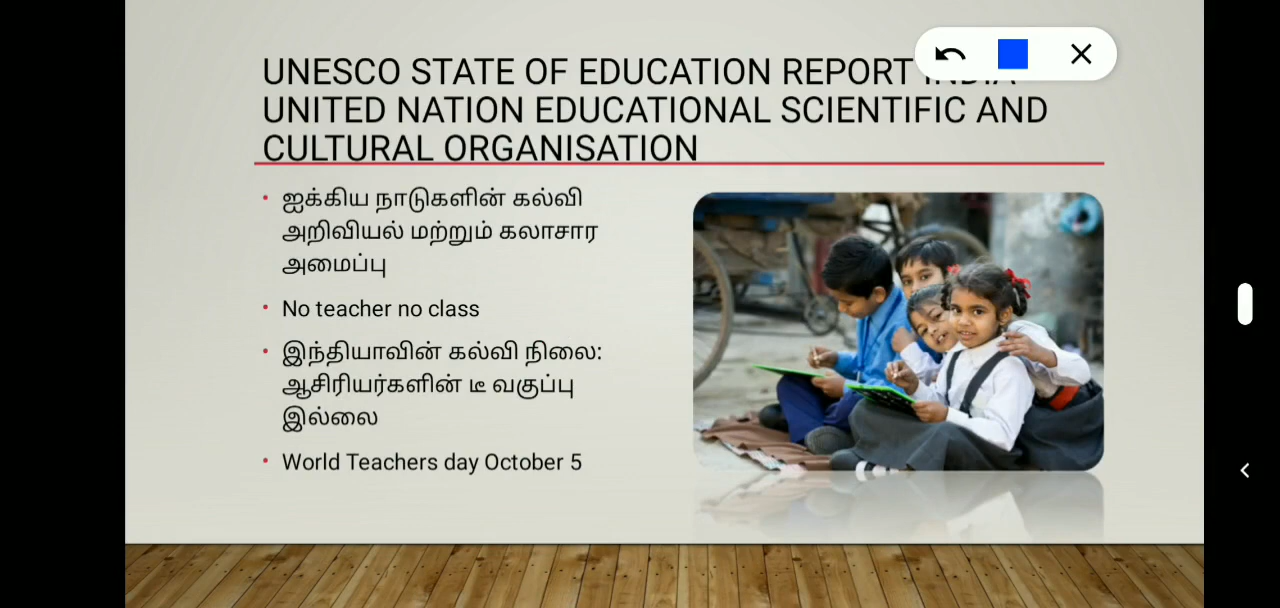 UNESCO STATE OF EDUCATION REPORT INDIA
UNITED NATION EDUCATIONAL SCIENTIFIC AND
CULTURAL ORGANISATION
ஐக்கிய நாடுகளின் கல்வி
அறிவியல் மற்றும் கலாசார
அமைப்பு
No teacher no class
இந்தியாவின் கல்வி நிலை:
ஆசிரியர்களின் டீ வகுப்பு
இல்லை
World Teachers day October 5